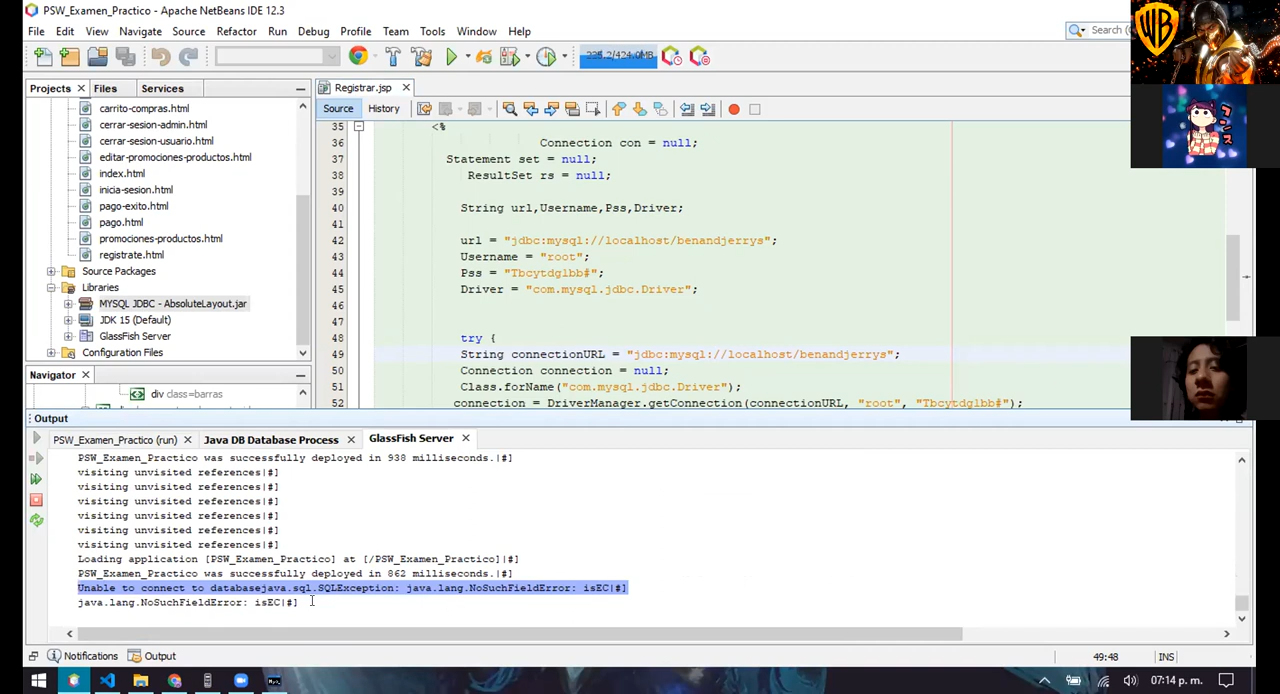 PSW_Examen_Practico - Apache NetBeans IDE 12.3
File Edit View Navigate Source Refactor Run Debug Profile Team Tools Window Help
Search (
225.2/424.0MB
WB
Projects Files Services
Registrar.jsp
Source History
carrito-compras.html
cerrar-sesion-admin.html
cerrar-sesion-usuario.html
editar-promociones-productos.html
index.html
inicia-sesion.html
pago-exito.html
pago.html
promociones-productos.html
registrate.html
Source Packages
Libraries
MYSQL JDBC - AbsoluteLayout.jar
JDK 15 (Default)
GlassFish Server
Configuration Files
Navigator
div class=barras
35 <%
36 Connection con = null;
37 Statement set = null;
38 ResultSet rs = null;
39
40 String url,Username,Pss,Driver;
41
42 url = "jdbc:mysql://localhost/benandjerrys";
43 Username = "root";
44 Pss = "Tbcytdglbb#";
45 Driver = "com.mysql.jdbc.Driver";
46
47
48 try {
49 String connectionURL = "jdbc:mysql://localhost/benandjerrys";
50 Connection connection = null;
51 Class.forName("com.mysql.jdbc.Driver");
52 connection = DriverManager.getConnection(connectionURL, "root", "Tbcytdglbb#");
Output
PSW_Examen_Practico (run) Java DB Database Process GlassFish Server
PSW_Examen_Practico was successfully deployed in 938 milliseconds.|#]
visiting unvisited references|#]
visiting unvisited references|#]
visiting unvisited references|#]
visiting unvisited references|#]
visiting unvisited references|#]
visiting unvisited references|#]
Loading application [PSW_Examen_Practico] at [/PSW_Examen_Practico]|#]
PSW_Examen_Practico was successfully deployed in 862 milliseconds.|#]
Unable to connect to databasejava.sql.SQLException: java.lang.NoSuchFieldError: isEC|#]
java.lang.NoSuchFieldError: isEC|#]
Notifications Output
49:48 INS
07:14 p. m.